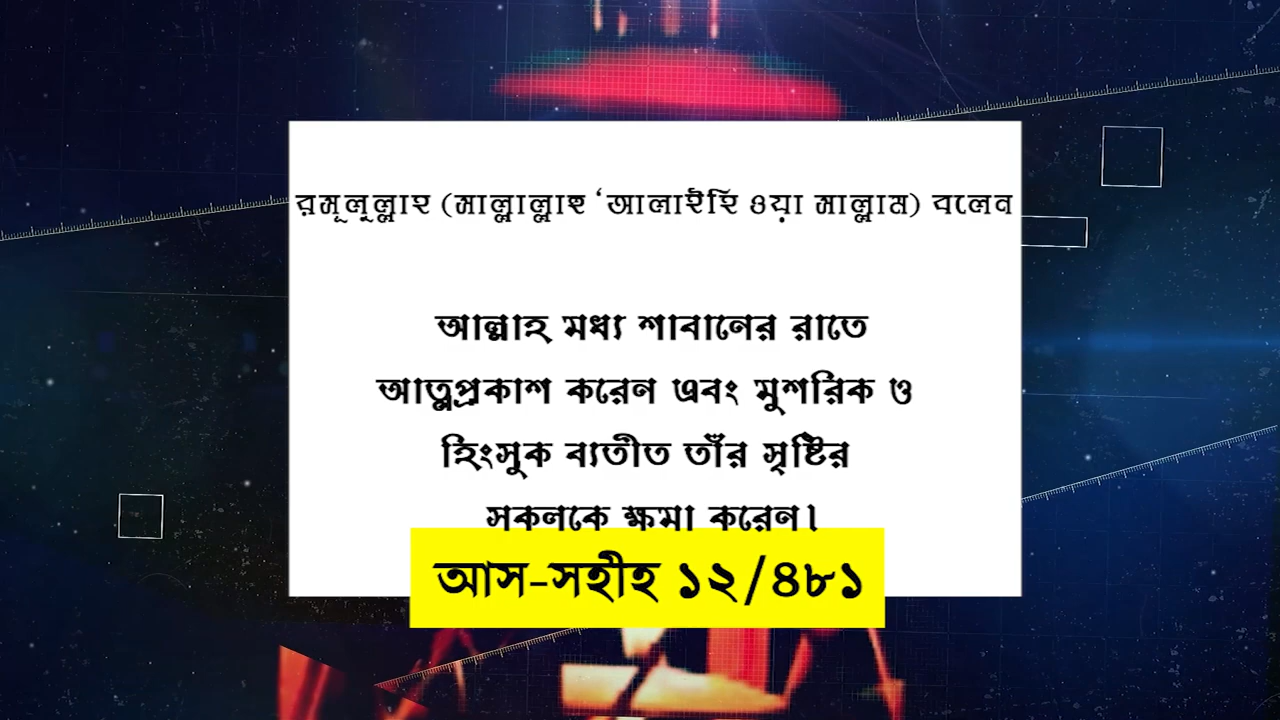 রসূলুল্লাহ (সাল্লাল্লাহু ‘আলাইহি ওয়া সাল্লাম) বলেন
আল্লাহ মধ্য শাবানের রাতে
আত্নপ্রকাশ করেন এবং মুশরিক ও
হিংসুক ব্যতীত তাঁর সৃষ্টির
সকলকে ক্ষমা করেন।
আস-সহীহ ১২/৪৮১